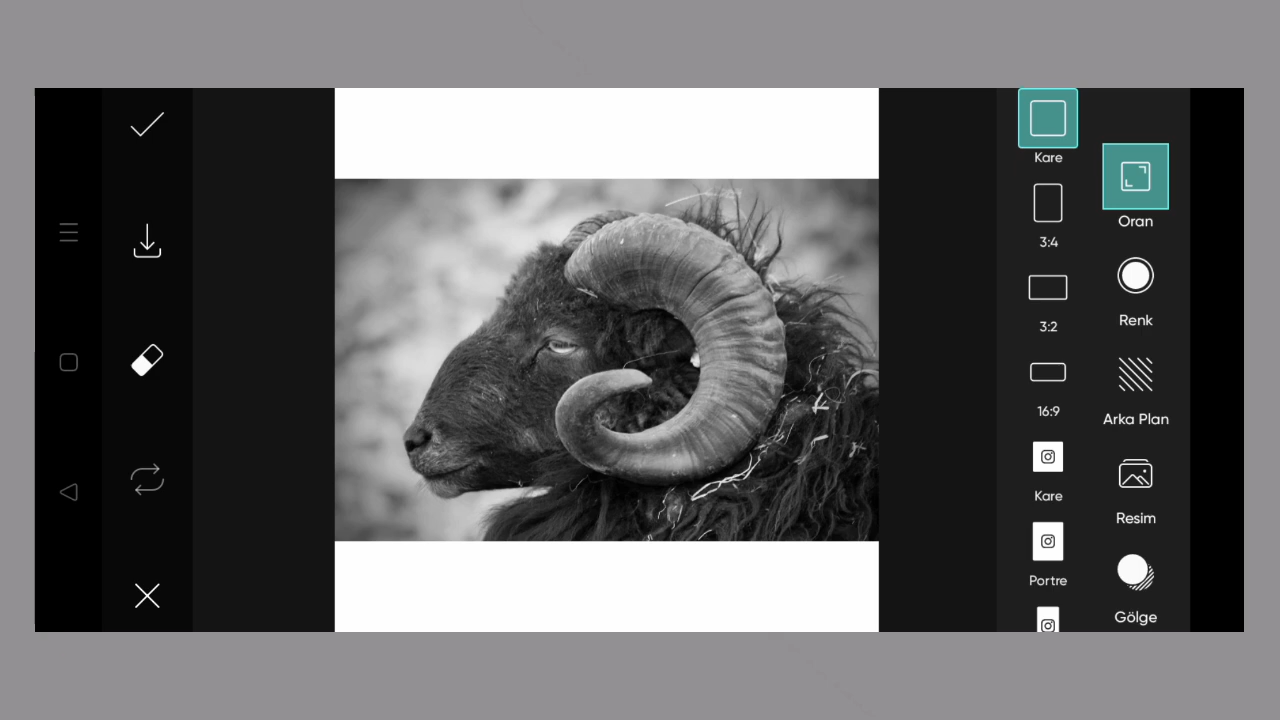 Kare
3:4
3:2
16:9
Kare
Portre
Oran
Renk
Arka Plan
Resim
Gölge